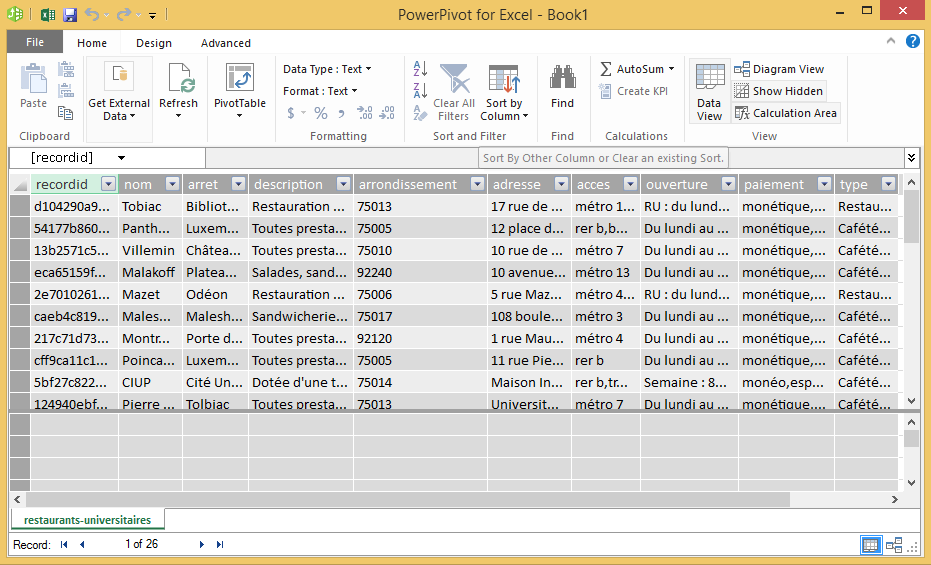 PowerPivot for Excel - Book1
File Home Design Advanced
Paste
Clipboard
Get External Data
Refresh
PivotTable
Data Type : Text
Format : Text
$ % , .00 .00
Formatting
Clear All Filters
Sort by Column
Sort and Filter
Find
Find
AutoSum
Create KPI
Calculations
Data View
Diagram View
Show Hidden
Calculation Area
View
[recordid]
Sort By Other Column or Clear an existing Sort.
recordid nom arret description arrondissement adresse acces ouverture paiement type
d104290a9... Tobiac Bibliot... Restauration ... 75013 17 rue de ... métro 1... RU : du lund... monétique,... Restau...
54177b860... Panth... Luxem... Toutes presta... 75005 12 place d... rer b,b... Du lundi au ... monétique,... Cafété...
13b2571c5... Villemin Châtea... Toutes presta... 75010 10 rue de ... métro 7 Du lundi au ... monétique,... Cafété...
eca65159f... Malakoff Platea... Salades, sand... 92240 10 avenue... métro 13 Du lundi au ... monétique,... Cafété...
2e7010261... Mazet Odéon Restauration ... 75006 5 rue Maz... métro 4... RU : du lund... monétique,... Restau...
caeb4c819... Males... Malesh... Sandwicherie... 75017 108 boule... métro 3 Du lundi au ... monétique,... Cafété...
217c71d73... Montr... Porte d... Toutes presta... 92120 1 rue Mau... métro 4 Du lundi au ... monétique,... Cafété...
cff9ca11c1... Poinca... Luxem... Toutes presta... 75005 11 rue Pie... rer b Du lundi au ... monétique,... Cafété...
5bf27c822... CIUP Cité Un... Dotée d'une t... 75014 Maison In... rer b,tr... Semaine : 8... monéo,esp... Cafété...
124940ebf... Pierre ... Tolbiac Toutes presta... 75013 Universit... métro 7 Du lundi au ... monétique,... Cafété...
restaurants-universitaires
Record: 1 of 26